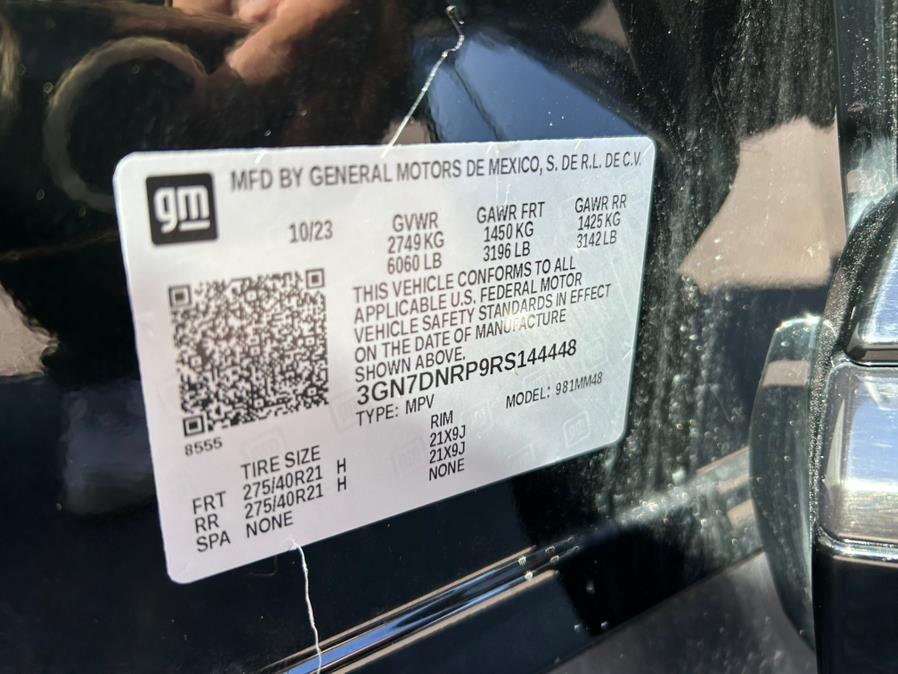 MFD BY GENERAL MOTORS DE MEXICO, S. DE R.L. DE C.V.
gm
10/23 GVWR GAWR FRT GAWR RR
2749 KG 1450 KG 1425 KG
6060 LB 3196 LB 3142 LB
THIS VEHICLE CONFORMS TO ALL
APPLICABLE U.S. FEDERAL MOTOR
VEHICLE SAFETY STANDARDS IN EFFECT
ON THE DATE OF MANUFACTURE
SHOWN ABOVE.
3GN7DNRP9RS144448
TYPE: MPV MODEL: 981MM48
8555
TIRE SIZE RIM
FRT 275/40R21 H 21X9J
RR 275/40R21 H 21X9J
SPA NONE NONE